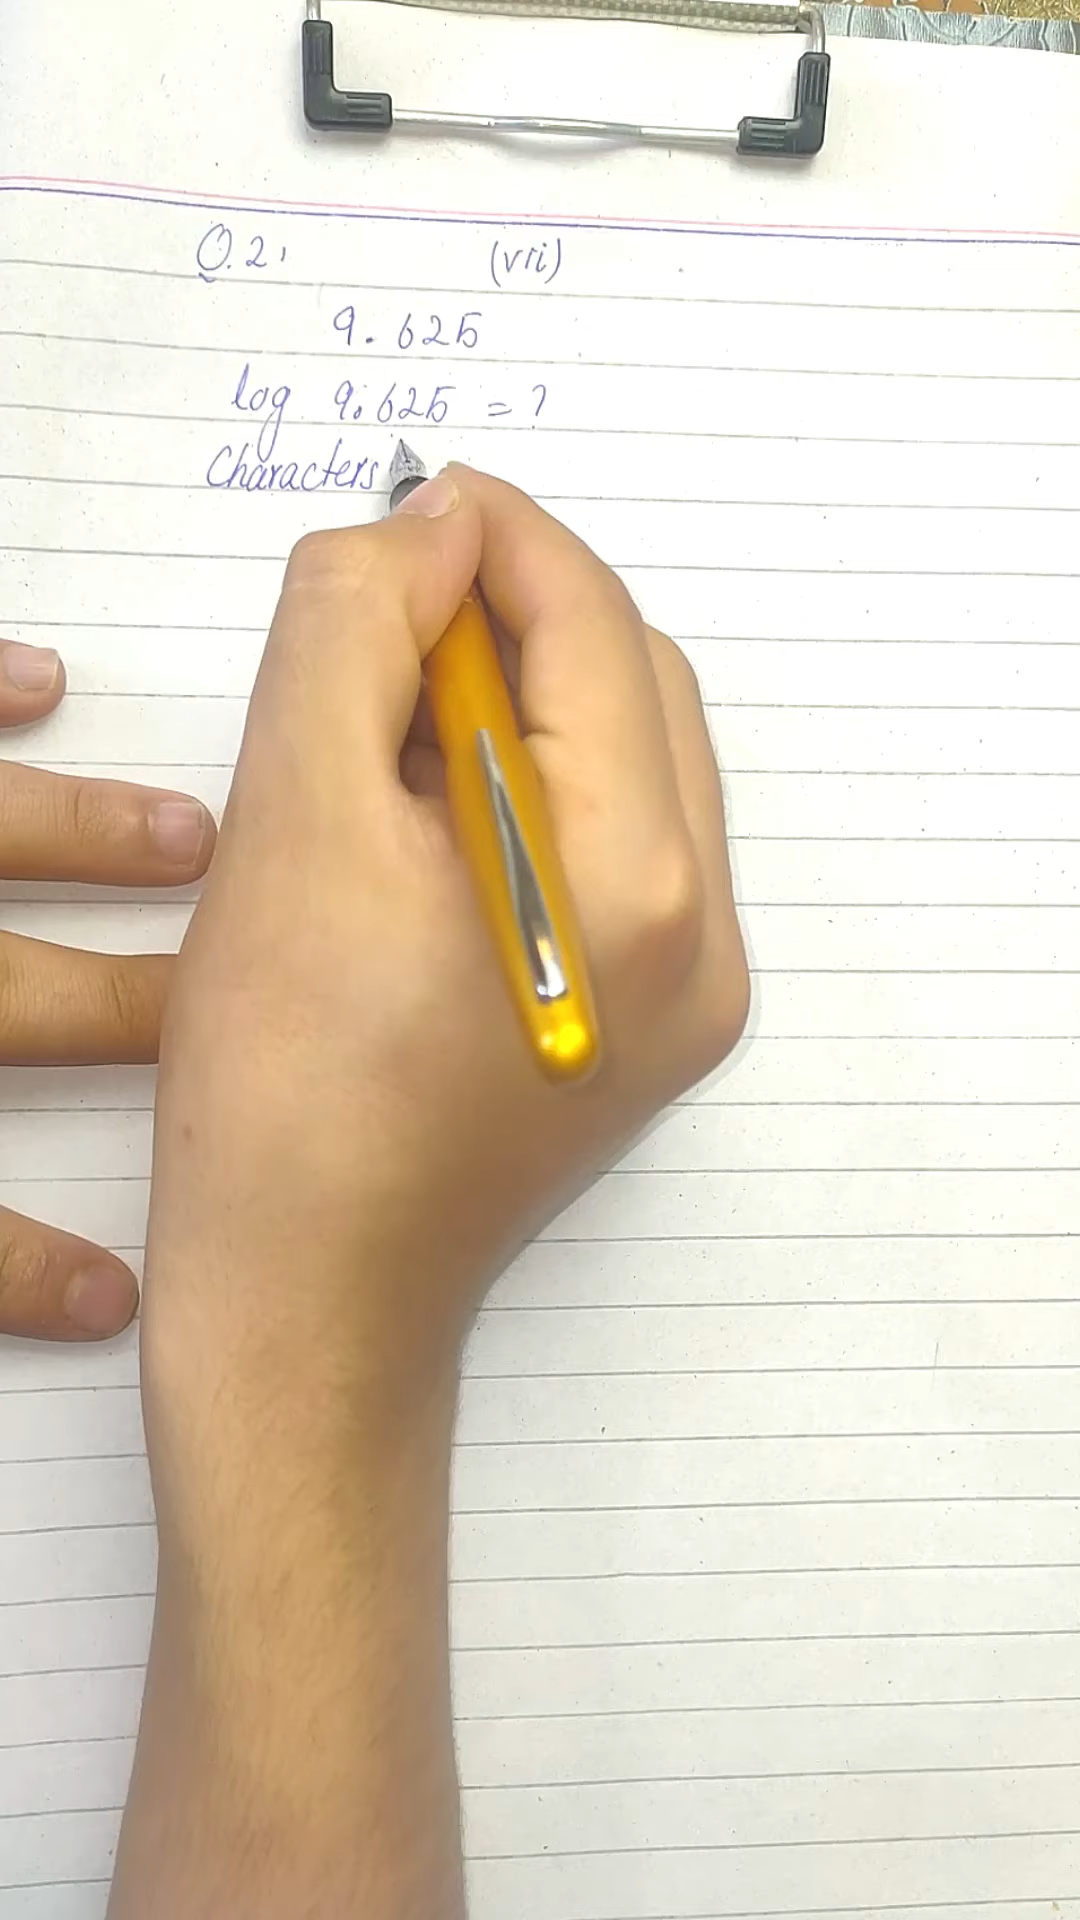 Q.2, (vii)
9.625
log 9.625 = ?
Characters